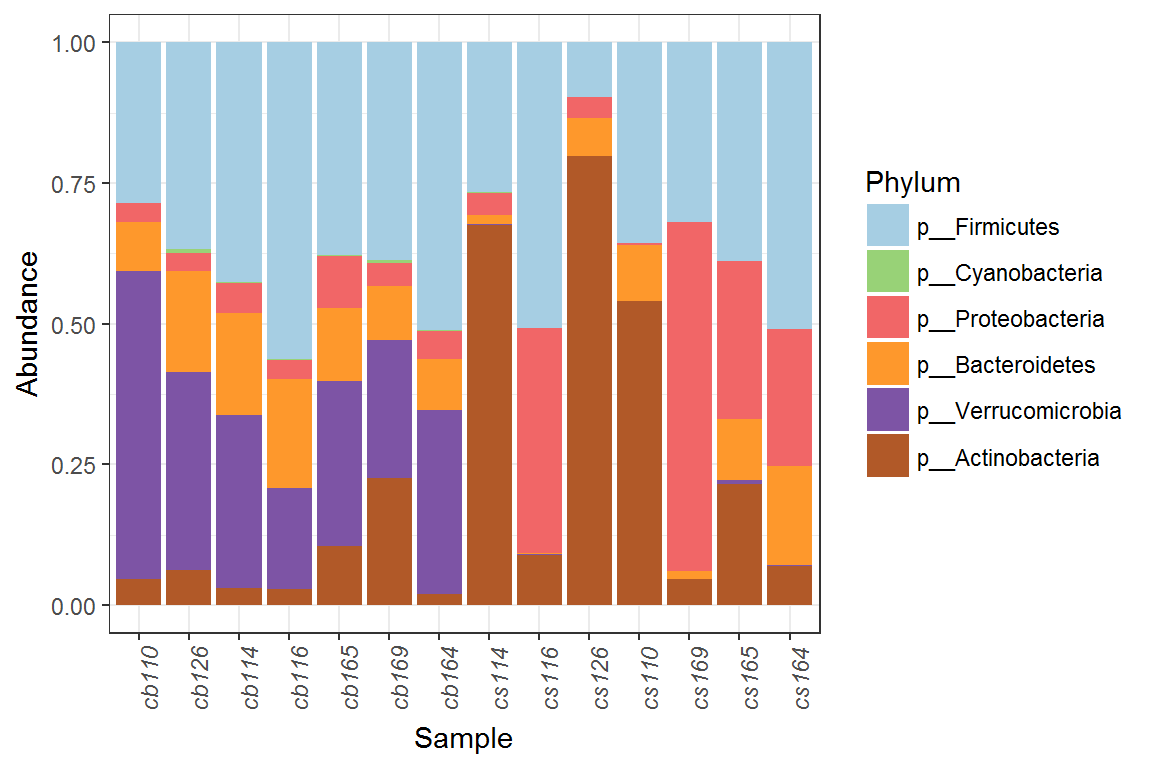 Abundance
1.00
0.75
0.50
0.25
0.00
cb110
cb126
cb114
cb116
cb165
cb169
cb164
cs114
cs116
cs126
cs110
cs169
cs165
cs164
Sample
Phylum
p__Firmicutes
p__Cyanobacteria
p__Proteobacteria
p__Bacteroidetes
p__Verrucomicrobia
p__Actinobacteria